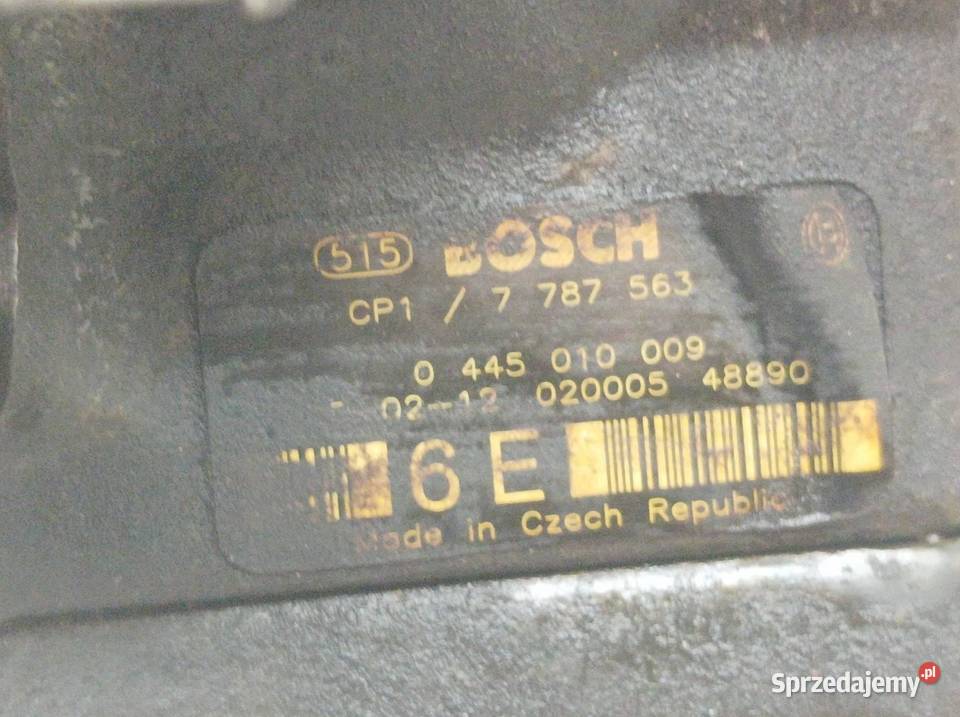 515 BOSCH
CP1 / 7 787 563
0 445 010 009
- 02-12 020005 48890
6 E
Made in Czech Republic
Sprzedajemy.pl